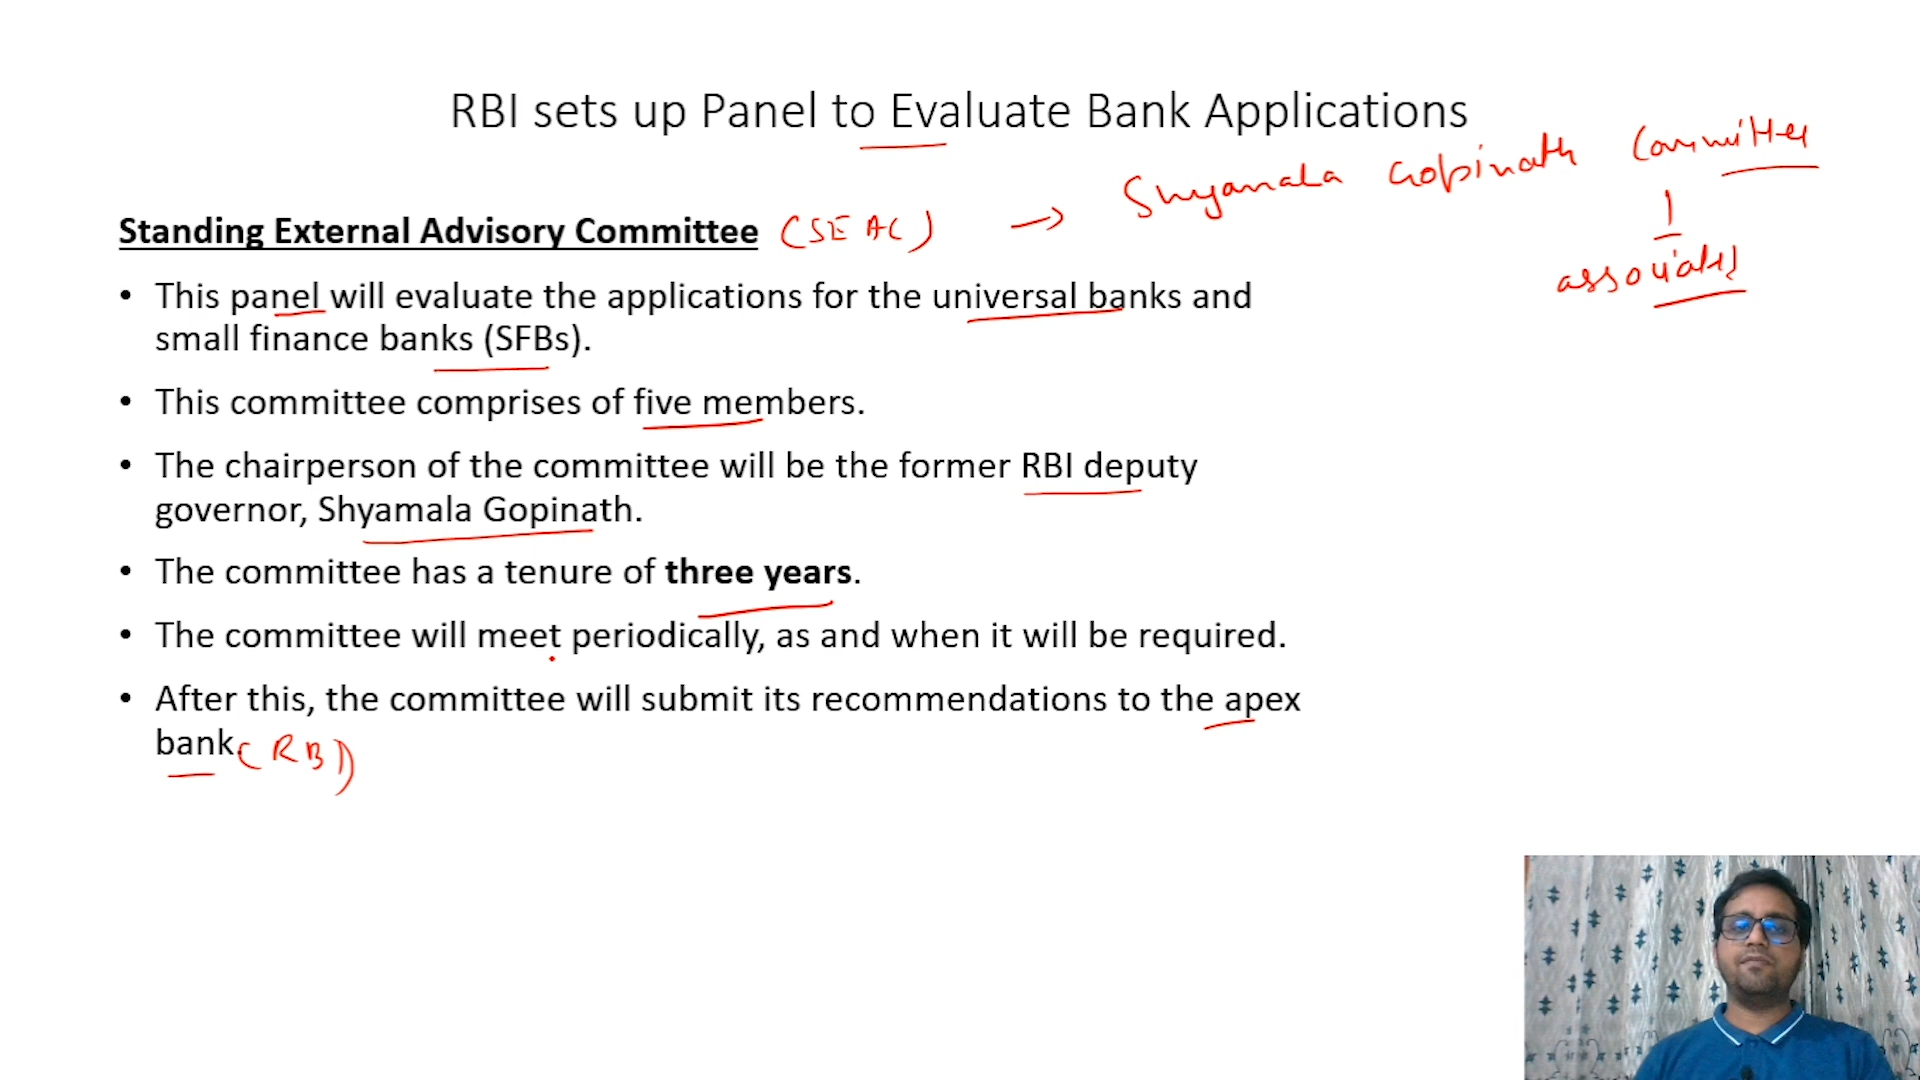 RBI sets up Panel to Evaluate Bank Applications
Shyamala Gopinath Committee
associated
Standing External Advisory Committee (SEAC) →
• This panel will evaluate the applications for the universal banks and
small finance banks (SFBs).
• This committee comprises of five members.
• The chairperson of the committee will be the former RBI deputy
governor, Shyamala Gopinath.
• The committee has a tenure of three years.
• The committee will meet periodically, as and when it will be required.
• After this, the committee will submit its recommendations to the apex
bank. (RBI)